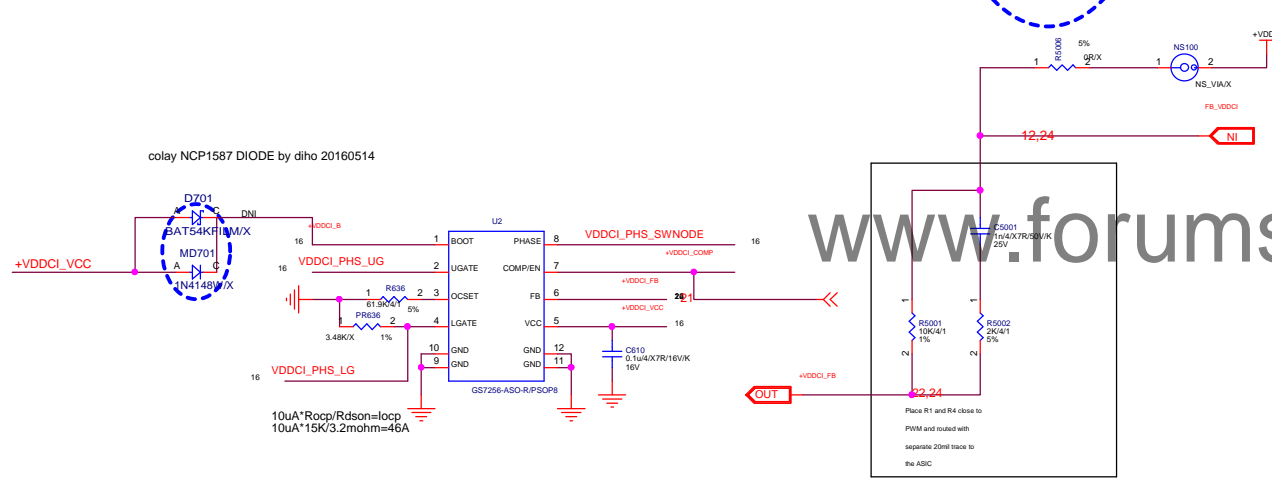 R5006
5%
0R/X
1
2
NS100
1
2
NS_VIA/X
FB_VDDCI
12,24
NI
colay NCP1587 DIODE by diho 20160514
D701
A
C
DNI
BAT54KFILM/X
MD701
A
C
1N4148W/X
+VDDCI_VCC
+VDDCI_B
16
U2
1
BOOT
PHASE
8
VDDCI_PHS_SWNODE
16
16
VDDCI_PHS_UG
2
UGATE
COMP/EN
7
+VDDCI_COMP
R636
1
2
61.9K/4/1
5%
3
OCSET
FB
6
+VDDCI_FB
21
PR636
1
2
3.48K/X
1%
4
LGATE
VCC
5
+VDDCI_VCC
16
10
GND
GND
12
9
GND
GND
11
GS7256-ASO-R/PSOP8
C610
0.1u/4/X7R/16V/K
16V
16
VDDCI_PHS_LG
10uA*Rocp/Rdson=Iocp
10uA*15K/3.2mohm=46A
www.forums
C5001
1n/4/X7R/50V/K
25V
1
R5001
10K/4/1
1%
2
1
R5002
2K/4/1
5%
2
+VDDCI_FB
OUT
22,24
Place R1 and R4 close to
PWM and routed with
separate 20mil trace to
the ASIC